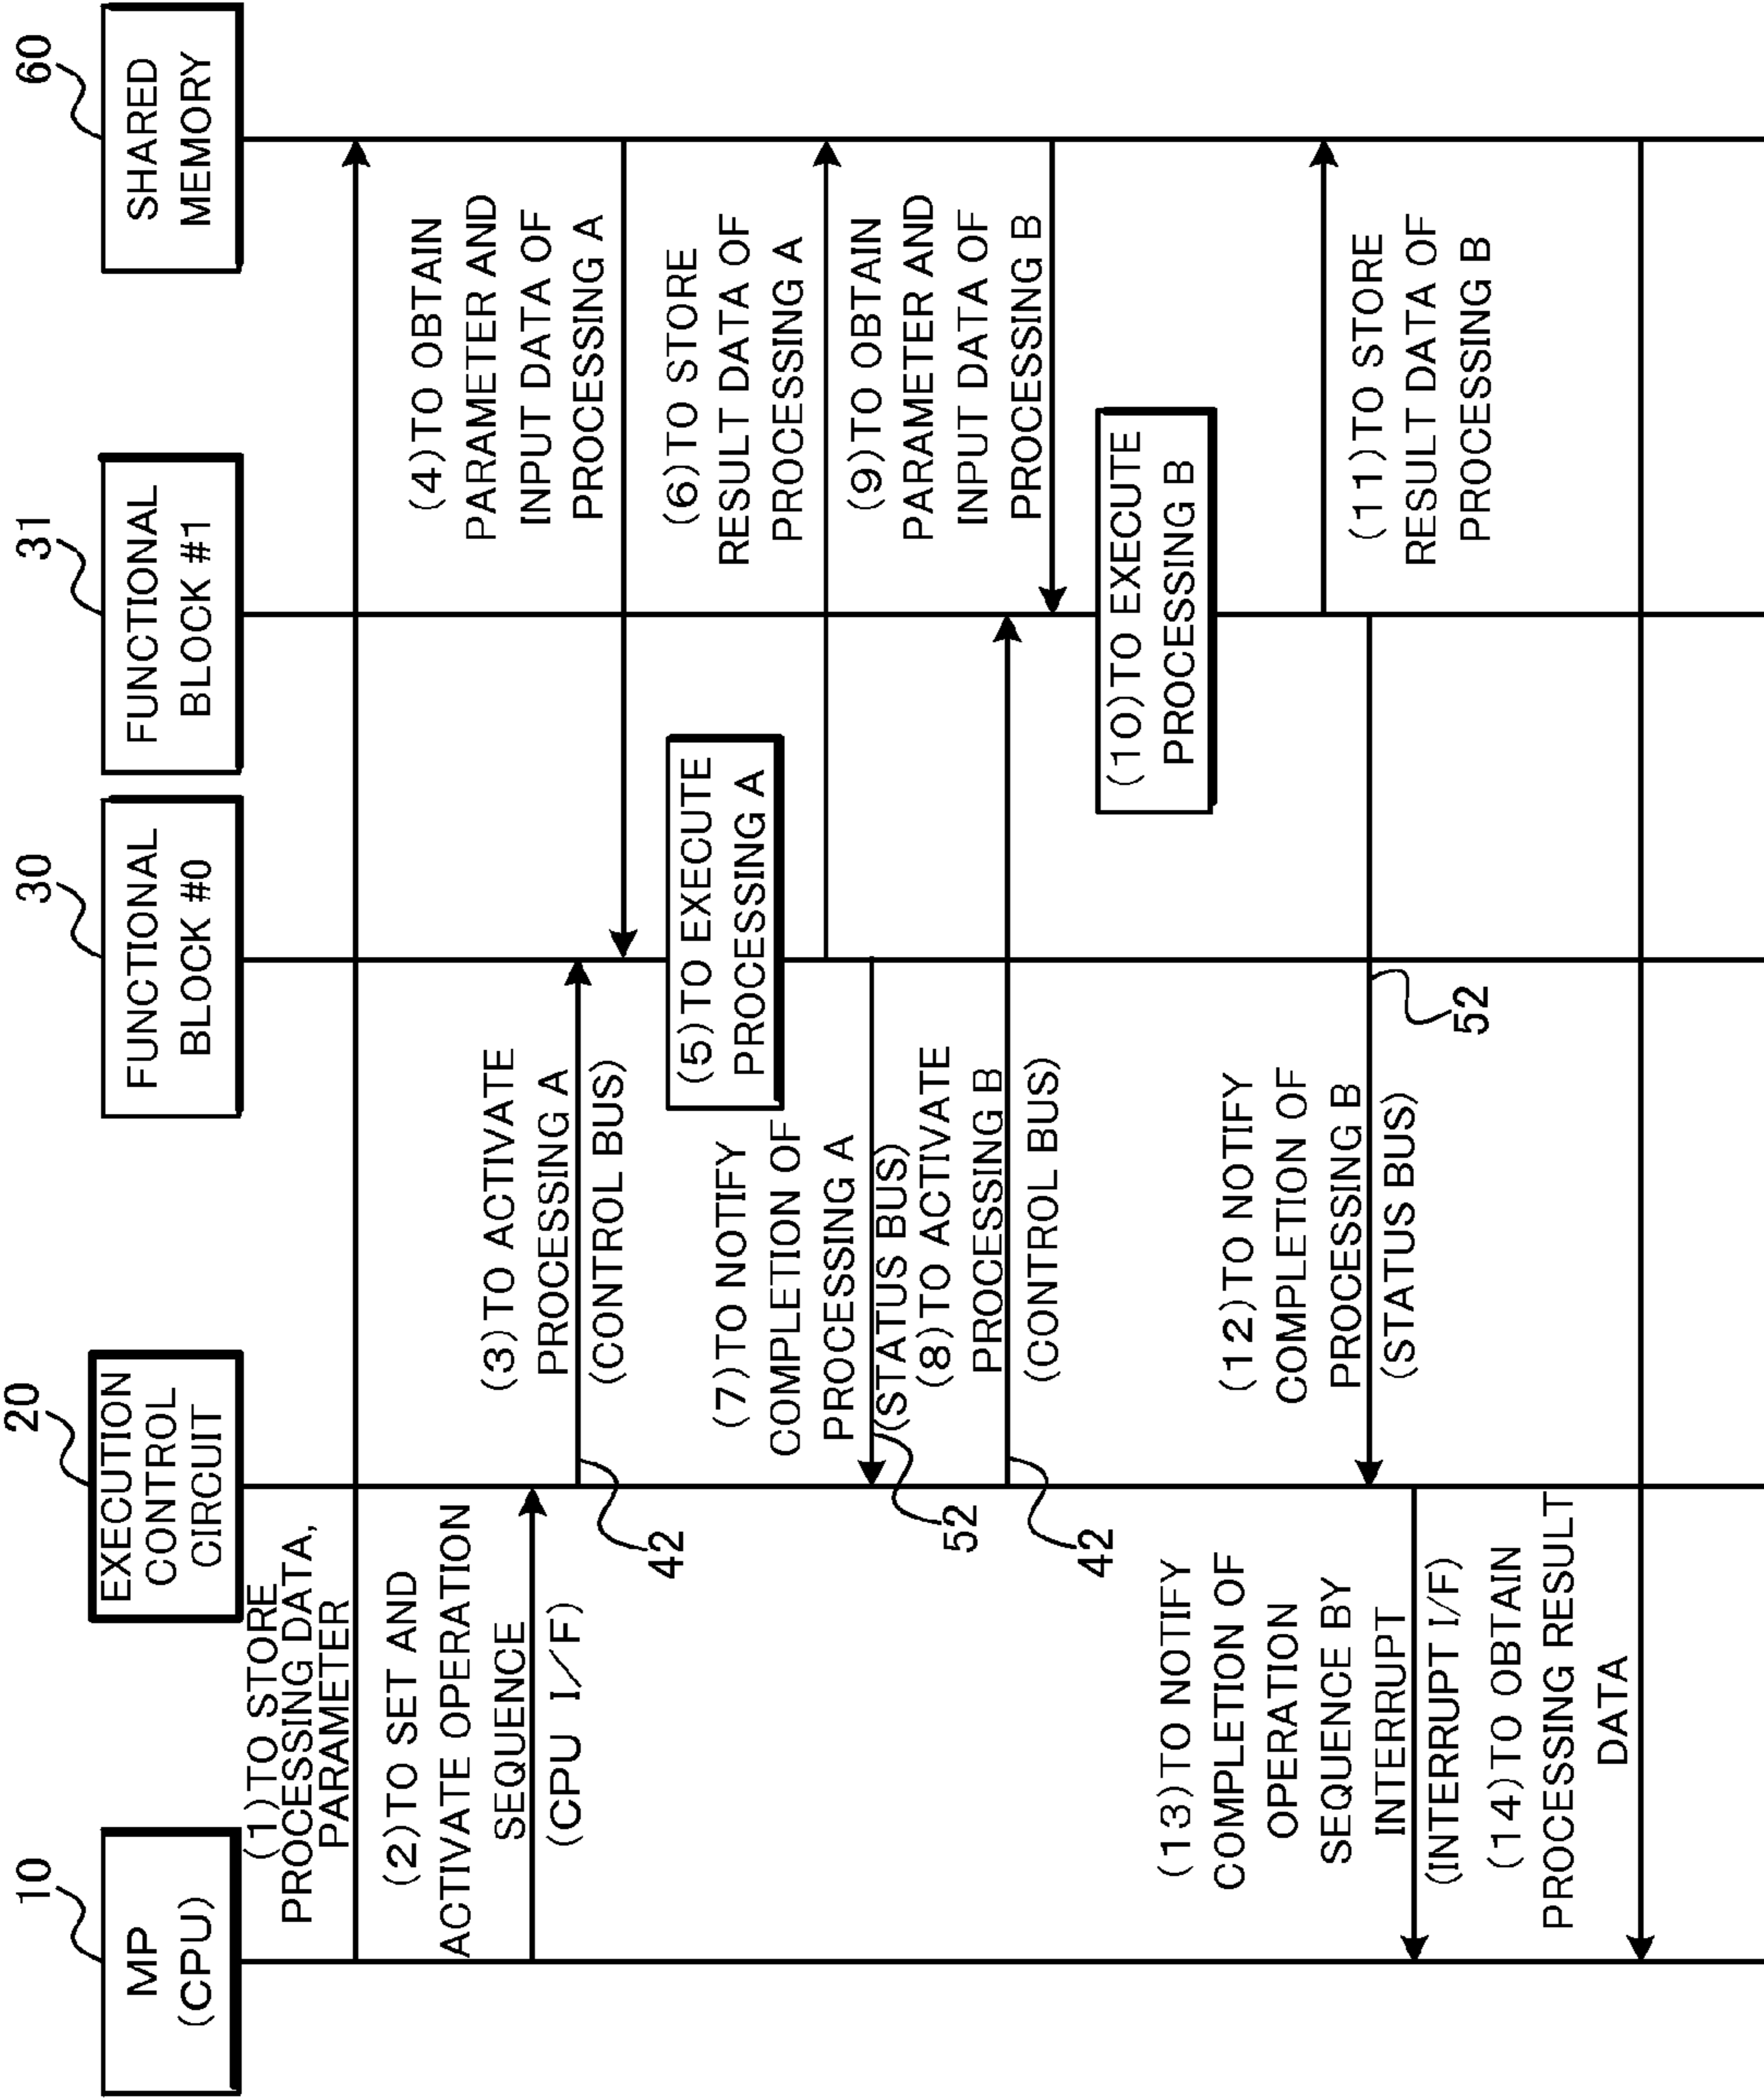 10
MP
(CPU)
20
EXECUTION
CONTROL
CIRCUIT
30
FUNCTIONAL
BLOCK #0
31
FUNCTIONAL
BLOCK #1
60
SHARED
MEMORY
(1)TO STORE
PROCESSING DATA,
PARAMETER
(2)TO SET AND
ACTIVATE OPERATION
SEQUENCE
(CPU I/F)
(3)TO ACTIVATE
PROCESSING A
(CONTROL BUS)
42
(4)TO OBTAIN
PARAMETER AND
INPUT DATA OF
PROCESSING A
(5)TO EXECUTE
PROCESSING A
(6)TO STORE
RESULT DATA OF
PROCESSING A
(7)TO NOTIFY
COMPLETION OF
PROCESSING A
(STATUS BUS)
52
(8)TO ACTIVATE
PROCESSING B
(CONTROL BUS)
42
(9)TO OBTAIN
PARAMETER AND
INPUT DATA OF
PROCESSING B
(10)TO EXECUTE
PROCESSING B
(11)TO STORE
RESULT DATA OF
PROCESSING B
(12)TO NOTIFY
COMPLETION OF
PROCESSING B
(STATUS BUS)
52
(13)TO NOTIFY
COMPLETION OF
OPERATION
SEQUENCE BY
INTERRUPT
(INTERRUPT I/F)
(14)TO OBTAIN
PROCESSING RESULT
DATA